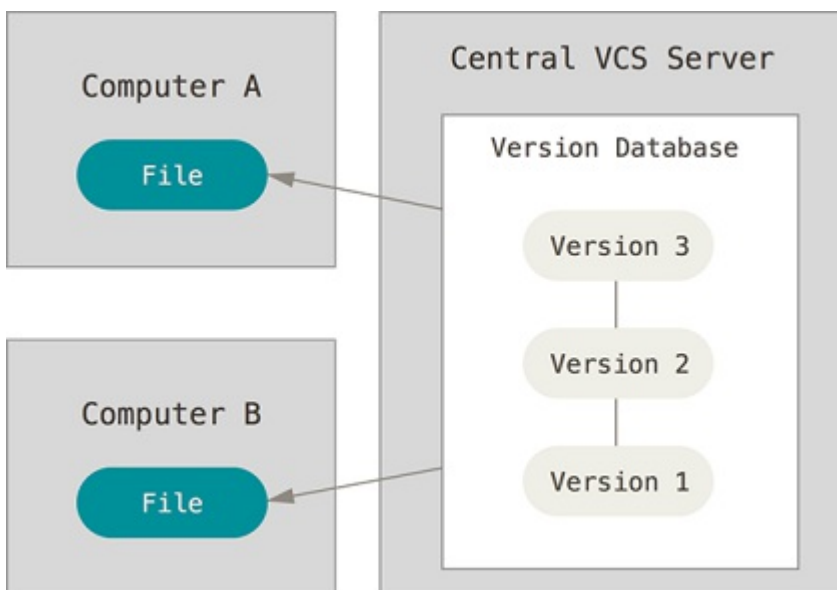 Computer A
File
Computer B
File
Central VCS Server
Version Database
Version 3
Version 2
Version 1